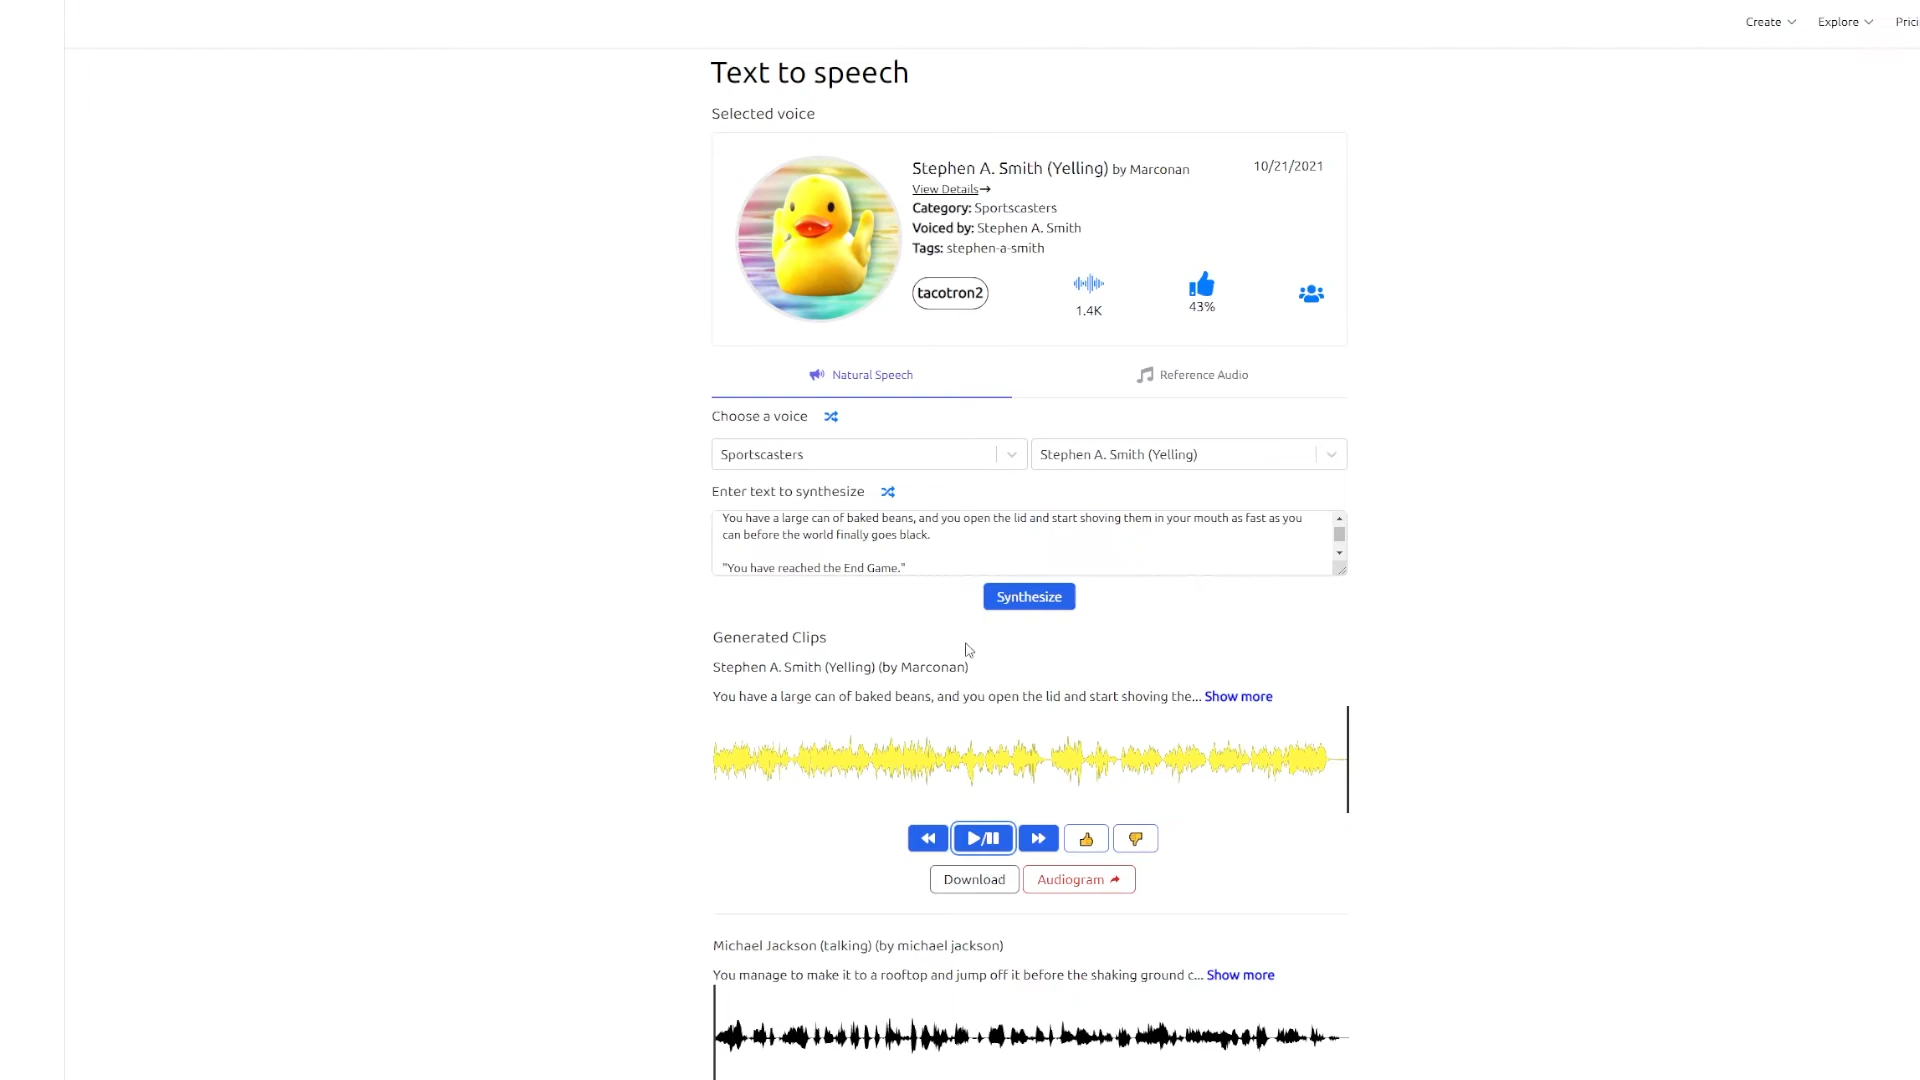 Create
Explore
Text to speech
Selected voice
Stephen A. Smith (Yelling) by Marconan
10/21/2021
View Details→
Category: Sportscasters
Voiced by: Stephen A. Smith
Tags: stephen-a-smith
tacotron2
1.4K
43%
Natural Speech
Reference Audio
Choose a voice
Sportscasters
Stephen A. Smith (Yelling)
Enter text to synthesize
You have a large can of baked beans, and you open the lid and start shoving them in your mouth as fast as you
can before the world finally goes black.
"You have reached the End Game."
Synthesize
Generated Clips
Stephen A. Smith (Yelling) (by Marconan)
You have a large can of baked beans, and you open the lid and start shoving the... Show more
Download
Audiogram
Michael Jackson (talking) (by michael jackson)
You manage to make it to a rooftop and jump off it before the shaking ground c... Show more